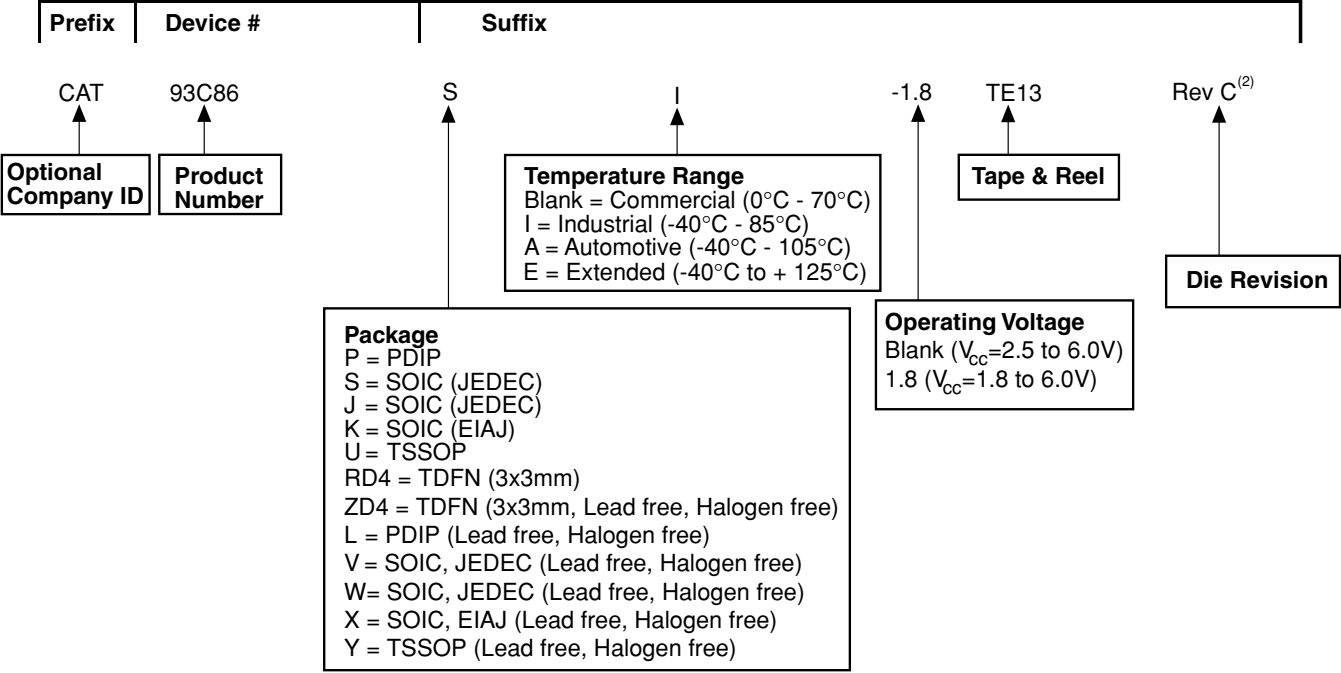 Prefix Device # Suffix
CAT 93C86 S I -1.8 TE13 Rev C(2)
Optional
Company ID
Product
Number
Temperature Range
Blank = Commercial (0°C - 70°C)
I = Industrial (-40°C - 85°C)
A = Automotive (-40°C - 105°C)
E = Extended (-40°C to + 125°C)
Tape & Reel
Die Revision
Package
P = PDIP
S = SOIC (JEDEC)
J = SOIC (JEDEC)
K = SOIC (EIAJ)
U = TSSOP
RD4 = TDFN (3x3mm)
ZD4 = TDFN (3x3mm, Lead free, Halogen free)
L = PDIP (Lead free, Halogen free)
V = SOIC, JEDEC (Lead free, Halogen free)
W= SOIC, JEDEC (Lead free, Halogen free)
X = SOIC, EIAJ (Lead free, Halogen free)
Y = TSSOP (Lead free, Halogen free)
Operating Voltage
Blank (Vcc=2.5 to 6.0V)
1.8 (Vcc=1.8 to 6.0V)